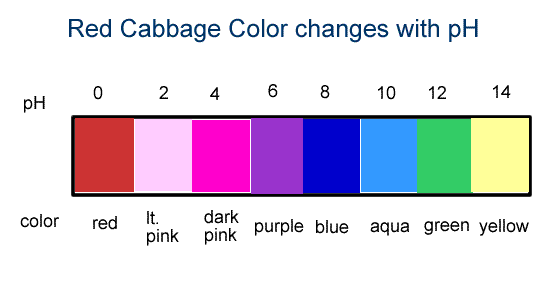 Red Cabbage Color changes with pH
pH 0 2 4 6 8 10 12 14
color red lt. pink dark pink purple blue aqua green yellow